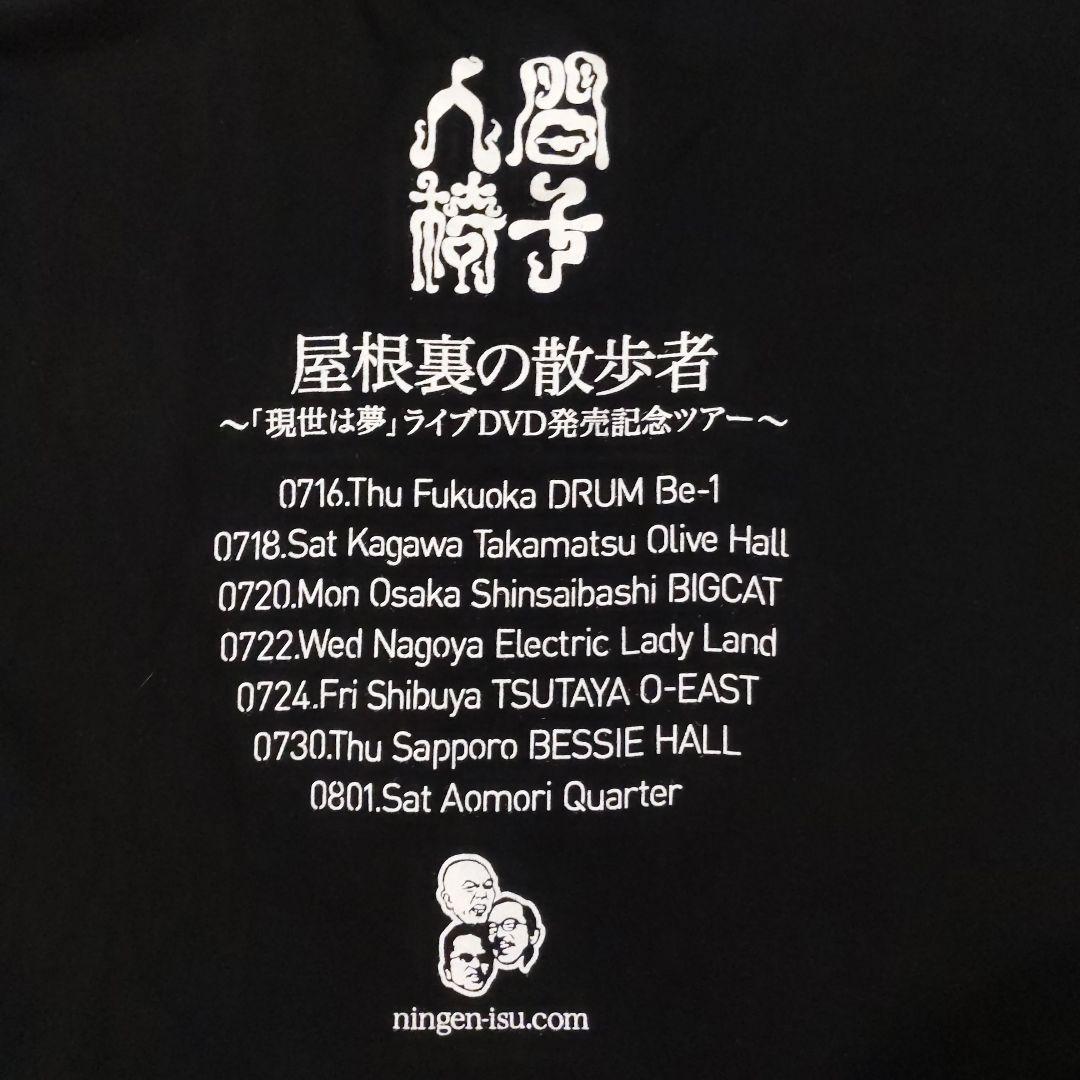 人間
椅子
屋根裏の散歩者
～「現世は夢」ライブDVD発売記念ツアー～
0716.Thu Fukuoka DRUM Be-1
0718.Sat Kagawa Takamatsu Olive Hall
0720.Mon Osaka Shinsaibashi BIGCAT
0722.Wed Nagoya Electric Lady Land
0724.Fri Shibuya TSUTAYA O-EAST
0730.Thu Sapporo BESSIE HALL
0801.Sat Aomori Quarter
ningen-isu.com